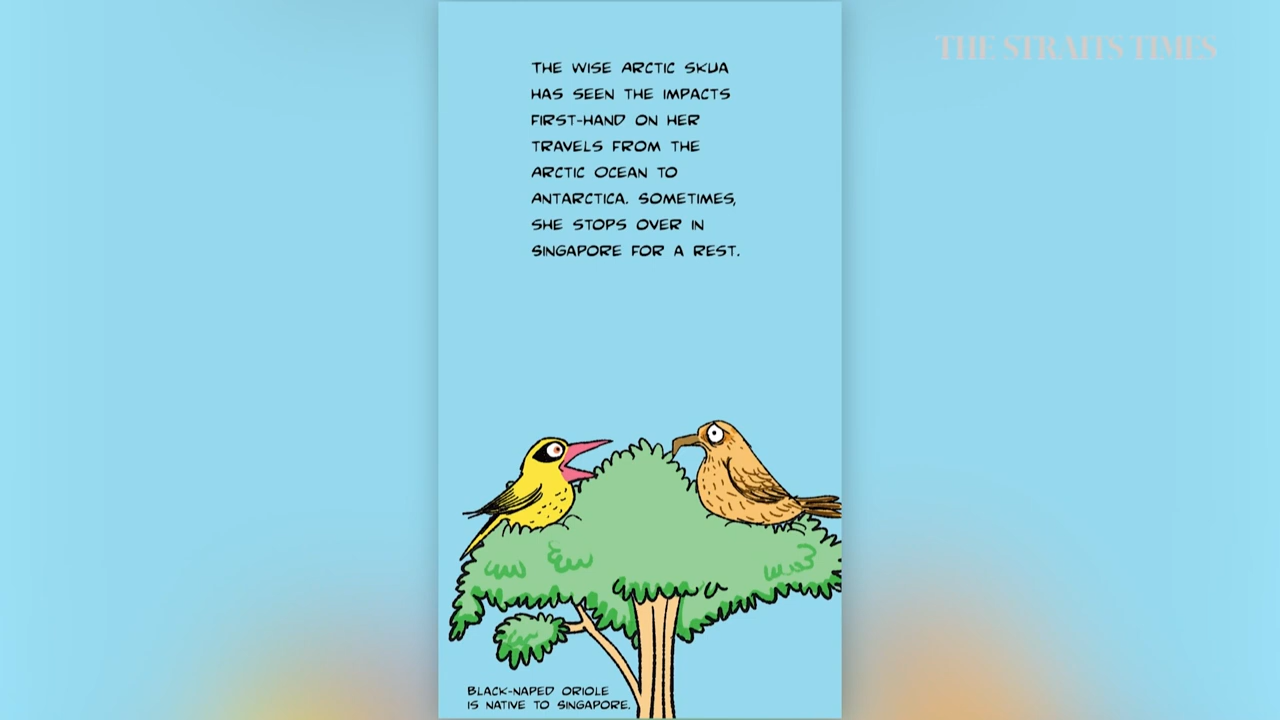 THE STRAITS TIMES
THE WISE ARCTIC SKUA
HAS SEEN THE IMPACTS
FIRST-HAND ON HER
TRAVELS FROM THE
ARCTIC OCEAN TO
ANTARCTICA. SOMETIMES,
SHE STOPS OVER IN
SINGAPORE FOR A REST.
BLACK-NAPED ORIOLE
IS NATIVE TO SINGAPORE.